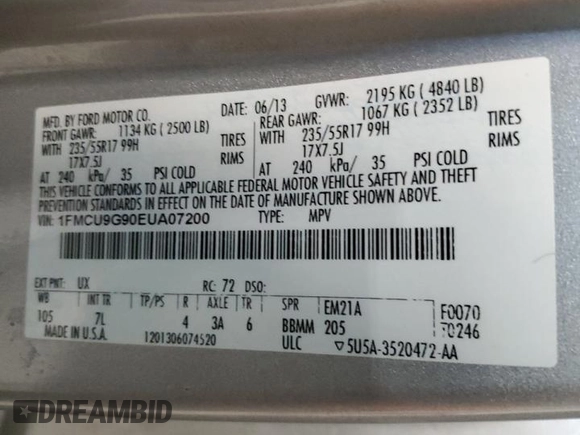 MFD. BY FORD MOTOR CO.
DATE: 06/13 GVWR: 2195 KG ( 4840 LB)
FRONT GAWR: 1134 KG ( 2500 LB) REAR GAWR: 1067 KG ( 2352 LB)
WITH 235/55R17 99H TIRES WITH 235/55R17 99H TIRES
17X7.5J RIMS 17X7.5J RIMS
AT 240 kPa/ 35 PSI COLD AT 240 kPa/ 35 PSI COLD
THIS VEHICLE CONFORMS TO ALL APPLICABLE FEDERAL MOTOR VEHICLE SAFETY AND THEFT
PREVENTION STANDARDS IN EFFECT ON THE DATE OF MANUFACTURE SHOWN ABOVE.
VIN: 1FMCU9G90EUA07200 TYPE: MPV
EXT PNT: UX RC: 72 DSO:
WB INT TR TP/PS R AXLE TR SPR EM21A F0070
105 7L 4 3A 6 BBMM 205 T0246
MADE IN U.S.A. 1201306074520 ULC ▽5U5A-3520472-AA
DREAMBID